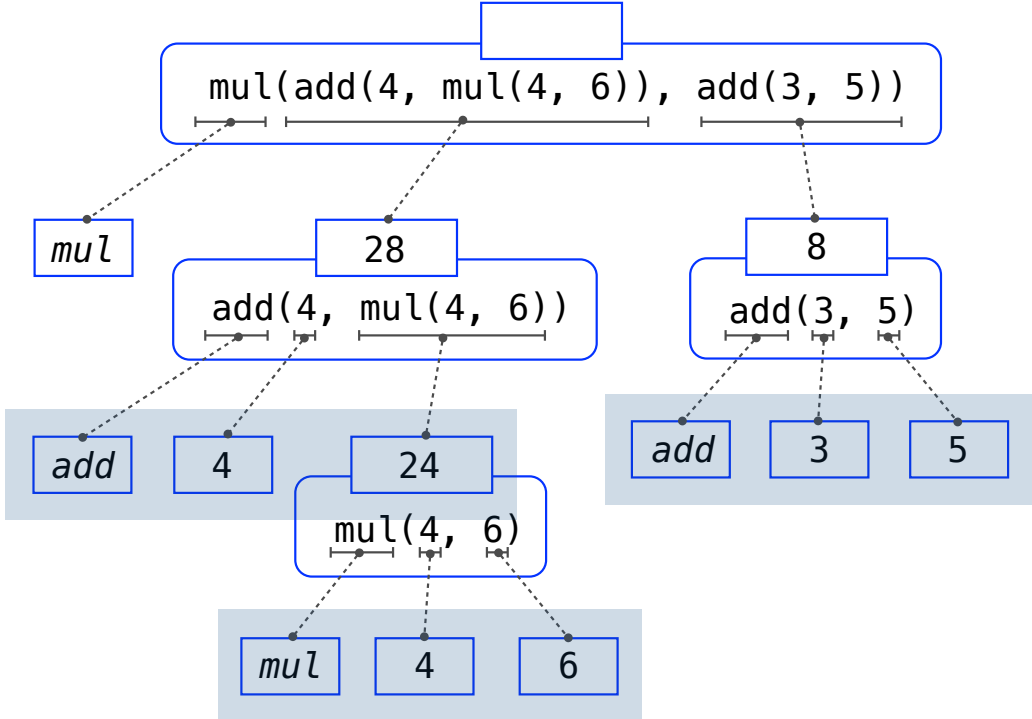 mul(add(4, mul(4, 6)), add(3, 5))
mul
28
8
add(4, mul(4, 6))
add(3, 5)
add
4
24
add
3
5
mul(4, 6)
mul
4
6